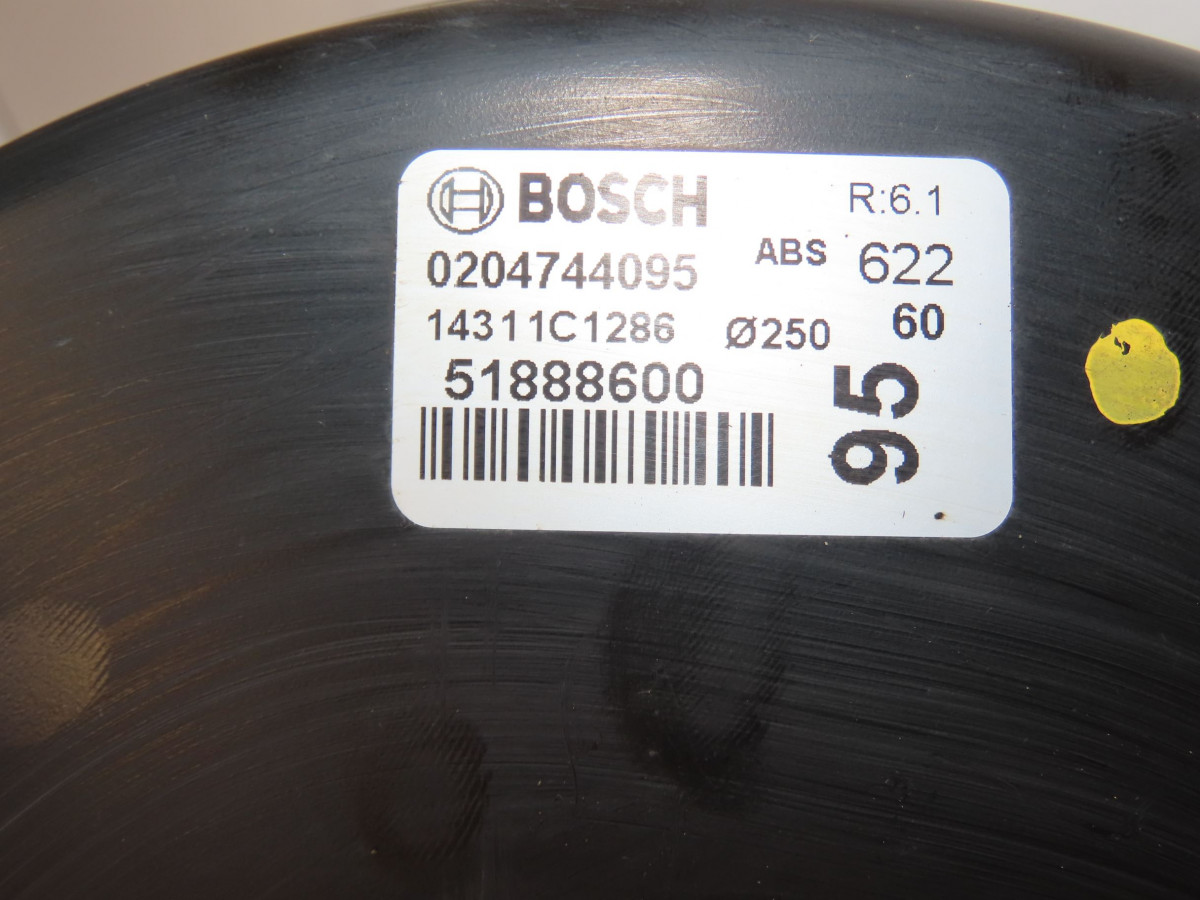 BOSCH R:6.1
0204744095 ABS 622
14311C1286 Ø250 60
51888600
95